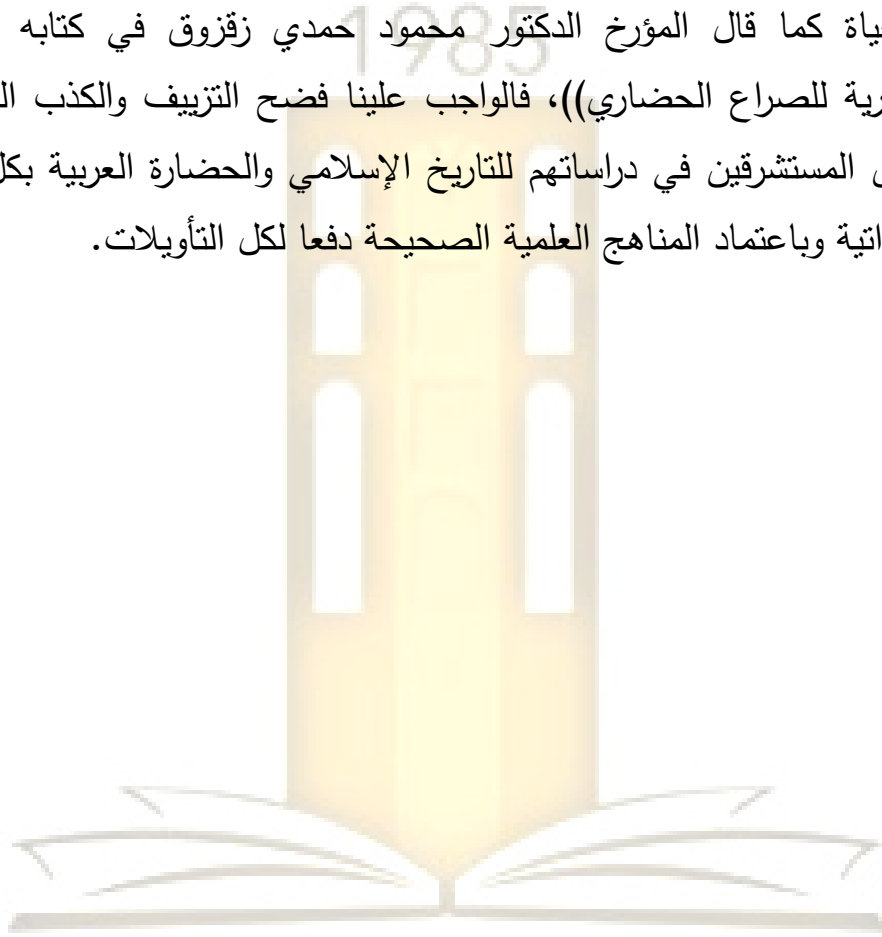 1985
ياة كما قال المؤرخ الدكتور محمود حمدي زقزوق في كتابه
رية للصراع الحضاري))، فالواجب علينا فضح التزييف والكذب ال
ن المستشرقين في دراساتهم للتاريخ الإسلامي والحضارة العربية بكل
اتية وباعتماد المناهج العلمية الصحيحة دفعا لكل التأويلات.